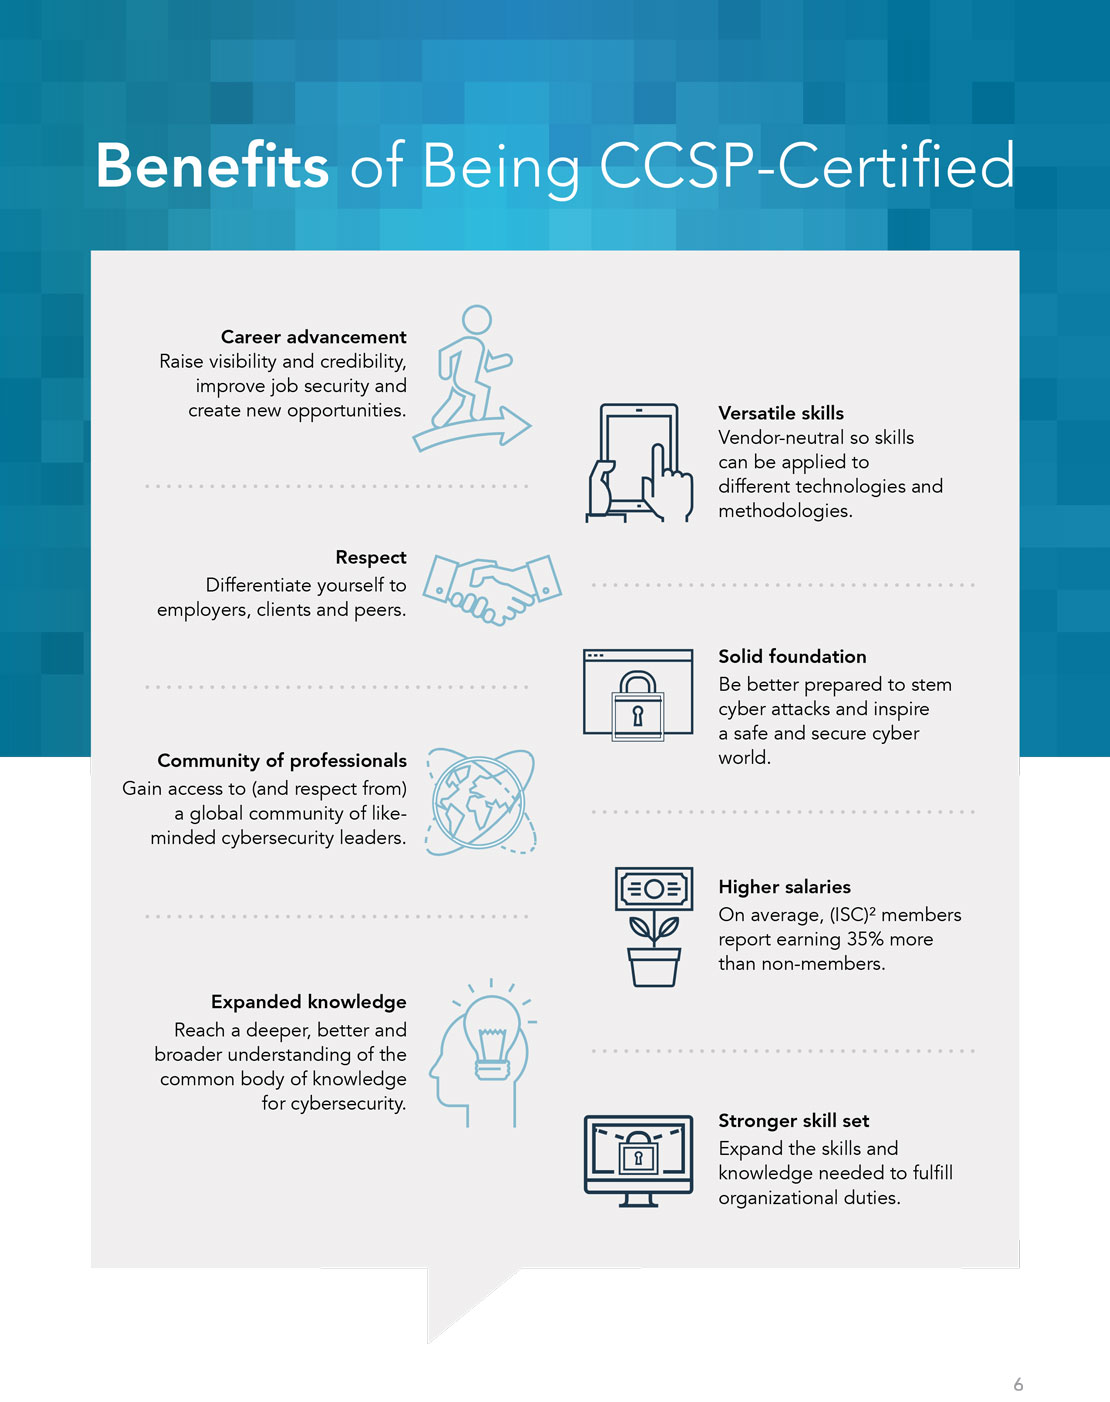 Benefits of Being CCSP-Certified
Career advancement
Raise visibility and credibility,
improve job security and
create new opportunities.
Respect
Differentiate yourself to
employers, clients and peers.
Community of professionals
Gain access to (and respect from)
a global community of like-
minded cybersecurity leaders.
Expanded knowledge
Reach a deeper, better and
broader understanding of the
common body of knowledge
for cybersecurity.
Versatile skills
Vendor-neutral so skills
can be applied to
different technologies and
methodologies.
Solid foundation
Be better prepared to stem
cyber attacks and inspire
a safe and secure cyber
world.
Higher salaries
On average, (ISC)² members
report earning 35% more
than non-members.
Stronger skill set
Expand the skills and
knowledge needed to fulfill
organizational duties.
6